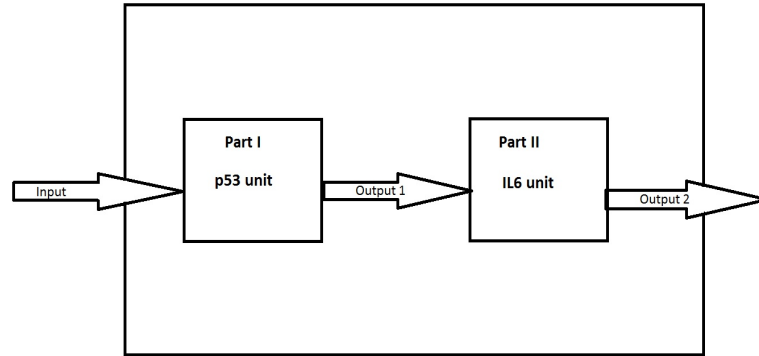 Input
Part I
p53 unit
Output 1
Part II
IL6 unit
Output 2